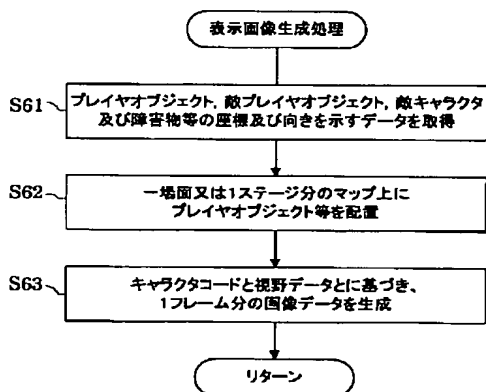 表示画像生成処理
S61
プレイヤオブジェクト, 敵プレイヤオブジェクト, 敵キャラクタ
及び障害物等の座標及び向きを示すデータを取得
S62
一場面又は1ステージ分のマップ上に
プレイヤオブジェクト等を配置
S63
キャラクタコードと視野データとに基づき、
1フレーム分の画像データを生成
リターン